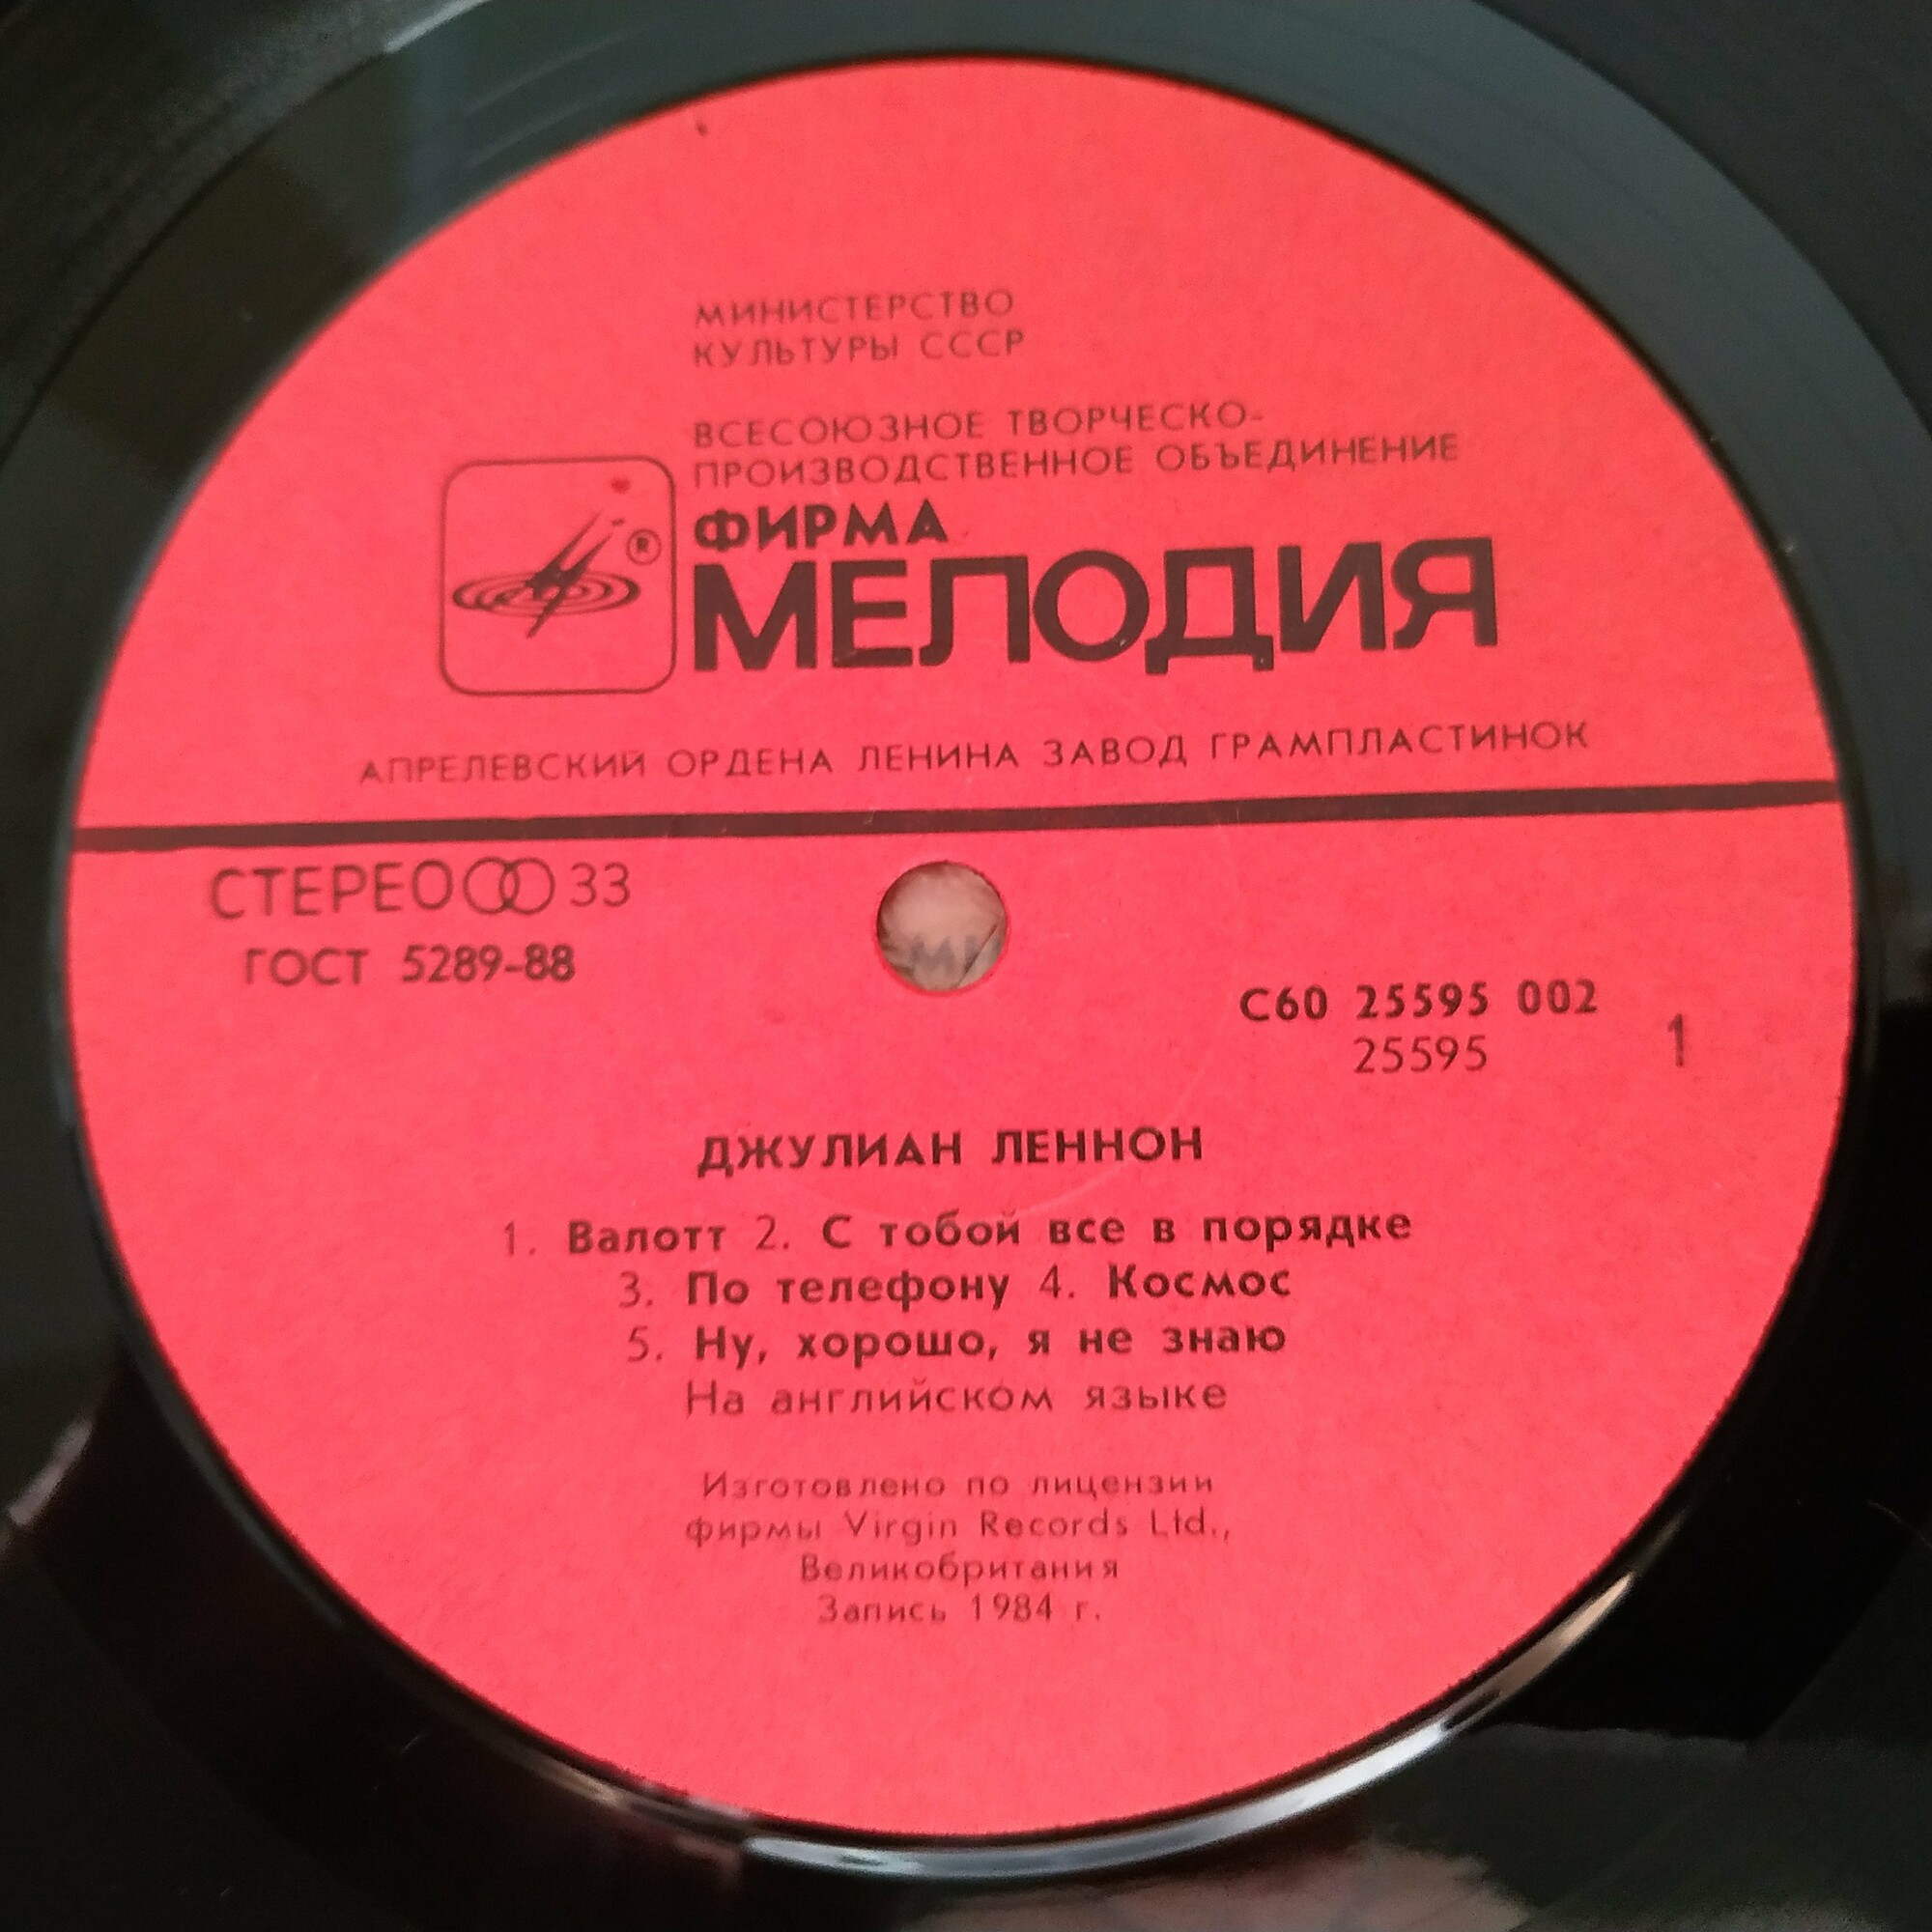 МИНИСТЕРСТВО
КУЛЬТУРЫ СССР
ВСЕСОЮЗНОЕ ТВОРЧЕСКО-
ПРОИЗВОДСТВЕННОЕ ОБЪЕДИНЕНИЕ
ФИРМА
®
МЕЛОДИЯ
АПРЕЛЕВСКИЙ ОРДЕНА ЛЕНИНА ЗАВОД ГРАМПЛАСТИНОК
СТЕРЕО 33
ГОСТ 5289-88
С60 25595 002
25595
1
ДЖУЛИАН ЛЕННОН
1. Валотт 2. С тобой все в порядке
3. По телефону 4. Космос
5. Ну, хорошо, я не знаю
На английском языке
Изготовлено по лицензии
фирмы Virgin Records Ltd.,
Великобритания
Запись 1984 г.